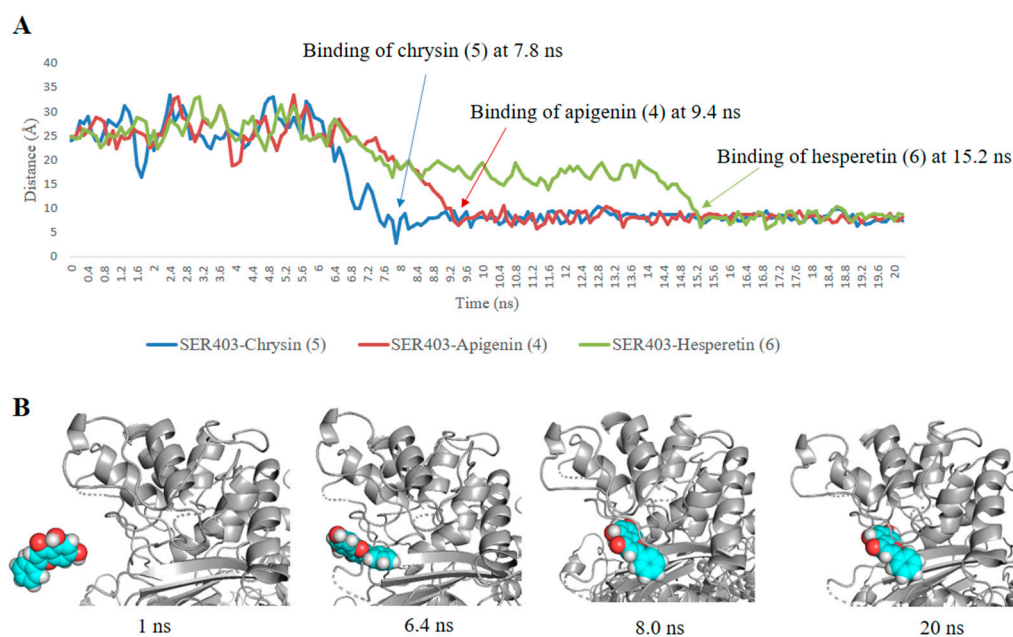 A
Binding of chrysin (5) at 7.8 ns
Binding of apigenin (4) at 9.4 ns
Binding of hesperetin (6) at 15.2 ns
Distance (Å)
40
35
30
25
20
15
10
5
0
0 0.4 0.8 1.2 1.6 2 2.4 2.8 3.2 3.6 4 4.4 4.8 5.2 5.6 6 6.4 6.8 7.2 7.6 8 8.4 8.8 9.2 9.6 10 10.4 10.8 11.2 11.6 12 12.4 12.8 13.2 13.6 14 14.4 14.8 15.2 15.6 16 16.4 16.8 17.2 17.6 18 18.4 18.8 19.2 19.6 20
Time (ns)
SER403-Chrysin (5) SER403-Apigenin (4) SER403-Hesperetin (6)
B
1 ns 6.4 ns 8.0 ns 20 ns